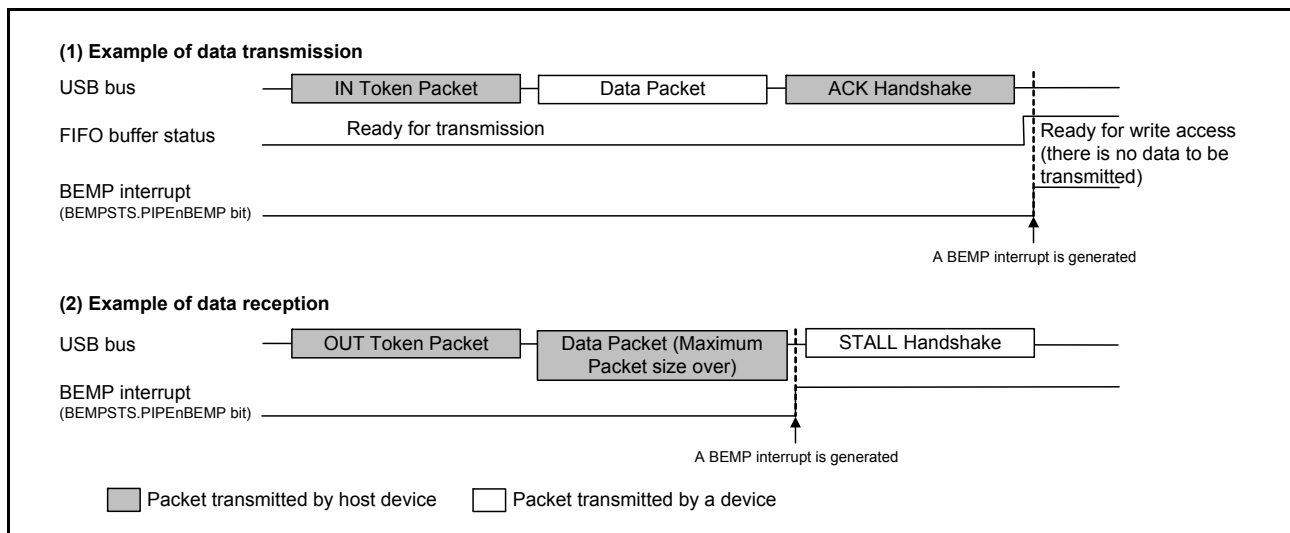 (1) Example of data transmission
USB bus
IN Token Packet
Data Packet
ACK Handshake
FIFO buffer status
Ready for transmission
Ready for write access
(there is no data to be
transmitted)
BEMP interrupt
(BEMPSTS.PIPEnBEMP bit)
A BEMP interrupt is generated
(2) Example of data reception
USB bus
OUT Token Packet
Data Packet (Maximum
Packet size over)
STALL Handshake
BEMP interrupt
(BEMPSTS.PIPEnBEMP bit)
A BEMP interrupt is generated
Packet transmitted by host device
Packet transmitted by a device